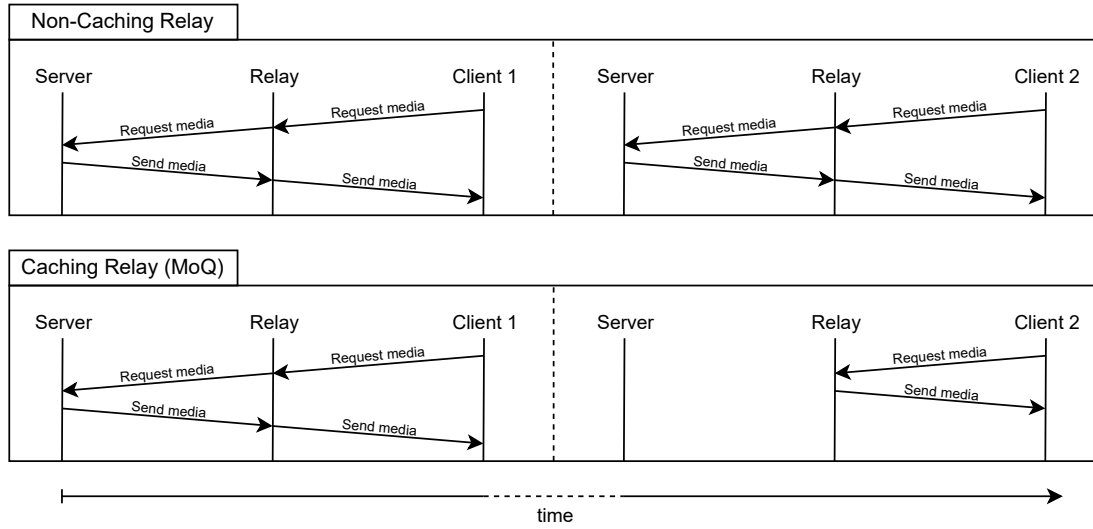 Non-Caching Relay
Server Relay Client 1 Server Relay Client 2
Request media Request media
Request media Request media
Send media Send media
Send media Send media
Caching Relay (MoQ)
Server Relay Client 1 Server Relay Client 2
Request media Request media
Request media
Send media Send media
Send media
time